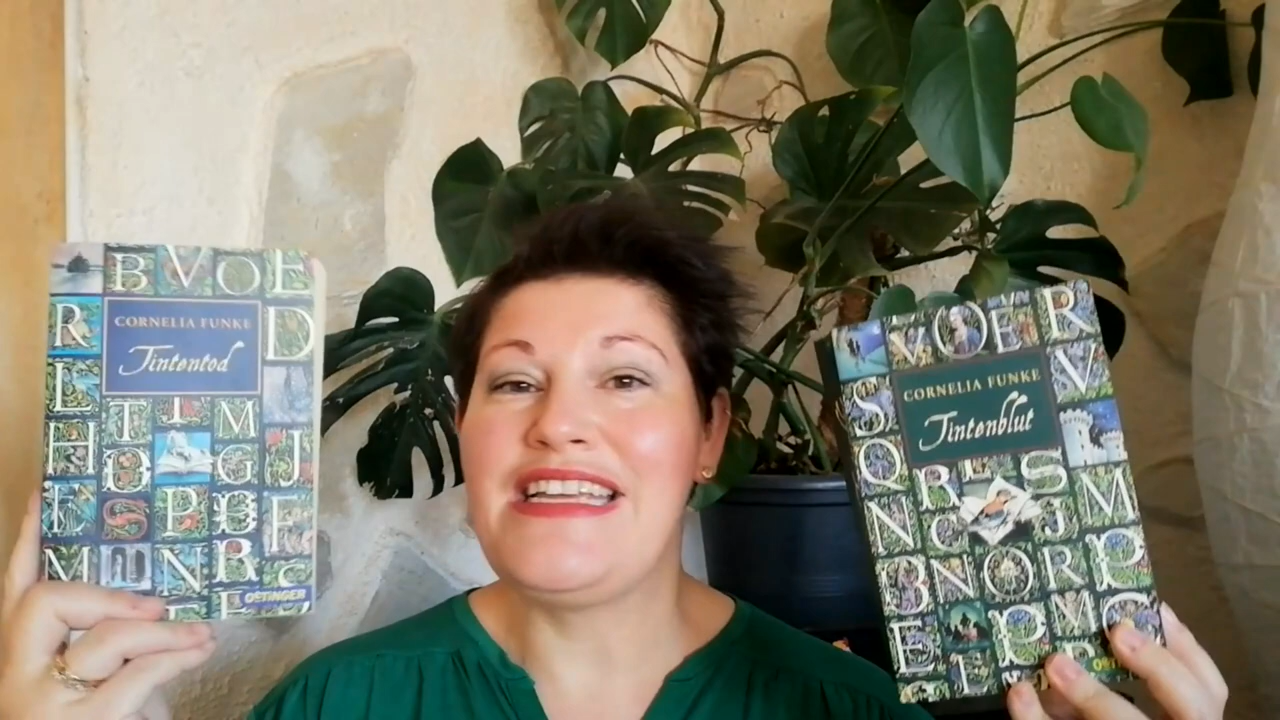 B V O E
R
D
CORNELIA FUNKE
Tintentod
L
T I M
H
D
G J
E S P B F
M N R C
OETINGER
V O E R
V
CORNELIA FUNKE
Tintenblut
S
Q R L S M
N C J
B N O R P
E P M C